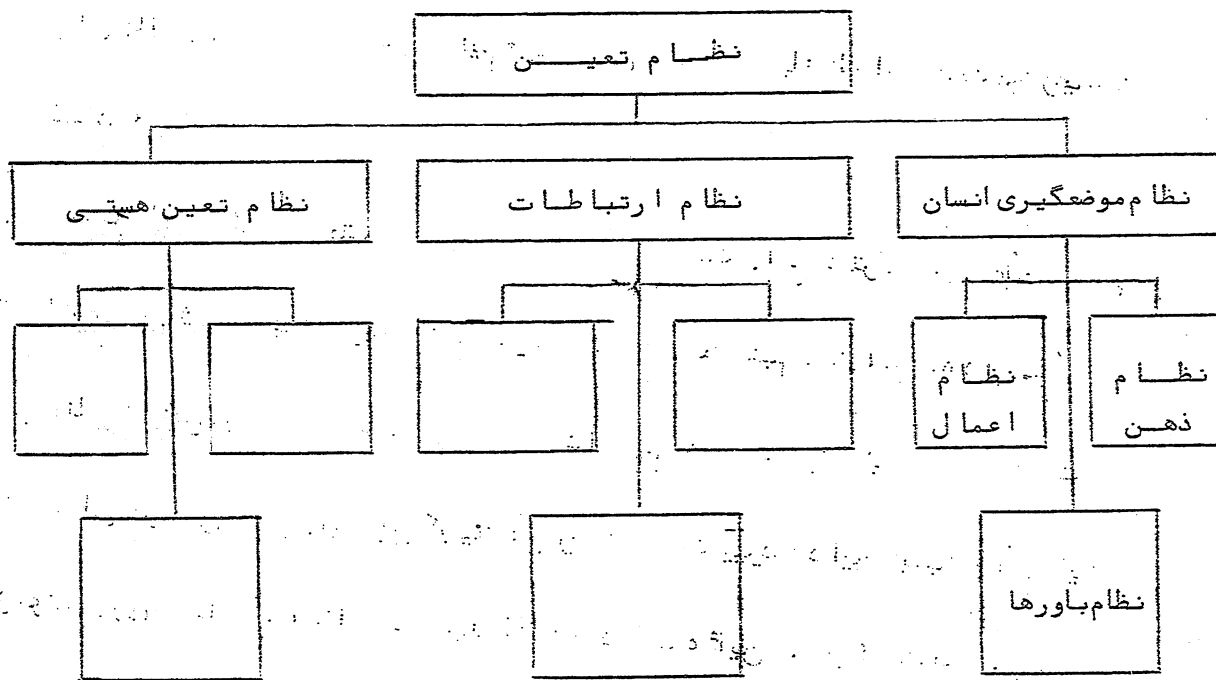 نظام تعین
نظام موضعگیری انسان
نظام ارتباطات
نظام تعین هستی
نظام
ذهن
نظام
اعمال
نظام باورها